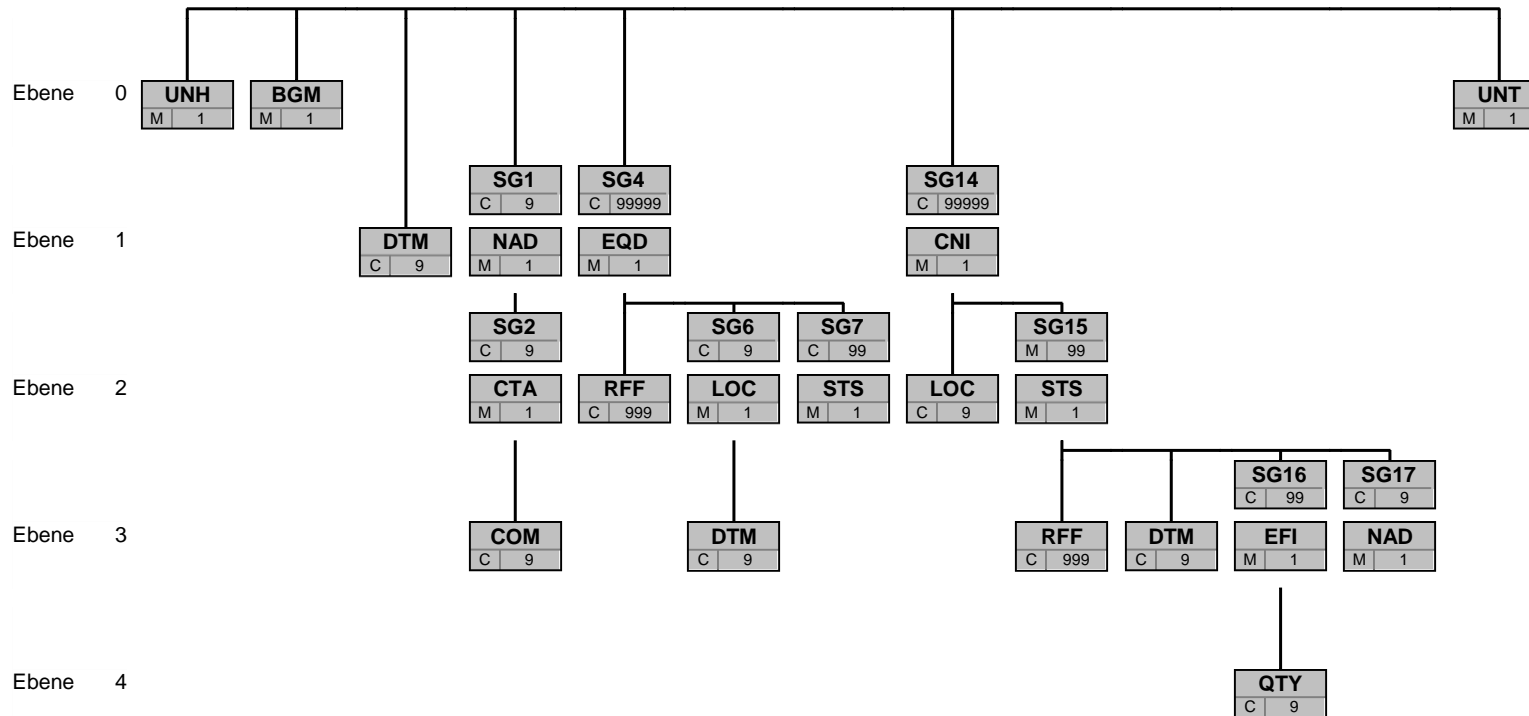 Ebene 0 UNH BGM UNT
M 1 M 1 M 1
SG1 SG4 SG14
C 9 C 99999 C 99999
Ebene 1 DTM NAD EQD CNI
C 9 M 1 M 1 M 1
SG2 SG6 SG7 SG15
C 9 C 9 C 99 M 99
Ebene 2 CTA RFF LOC STS LOC STS
M 1 C 999 M 1 M 1 C 9 M 1
SG16 SG17
C 99 C 9
Ebene 3 COM DTM RFF DTM EFI NAD
C 9 C 9 C 999 C 9 M 1 M 1
Ebene 4 QTY
C 9